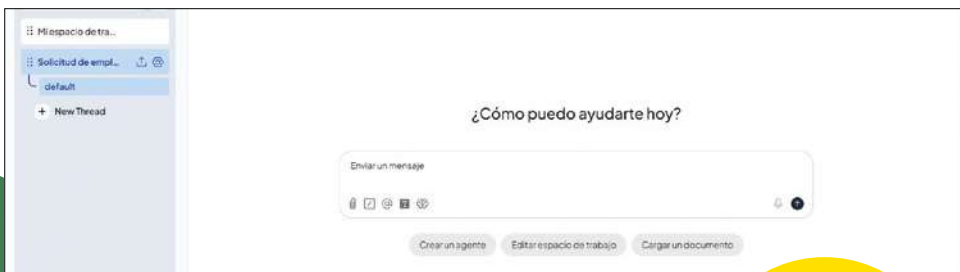 Mi espacio de tra...
Solicitud de empl...
default
+ New Thread
¿Cómo puedo ayudarte hoy?
Enviar un mensaje
Crear un agente Editar espacio de trabajo Cargar un documento